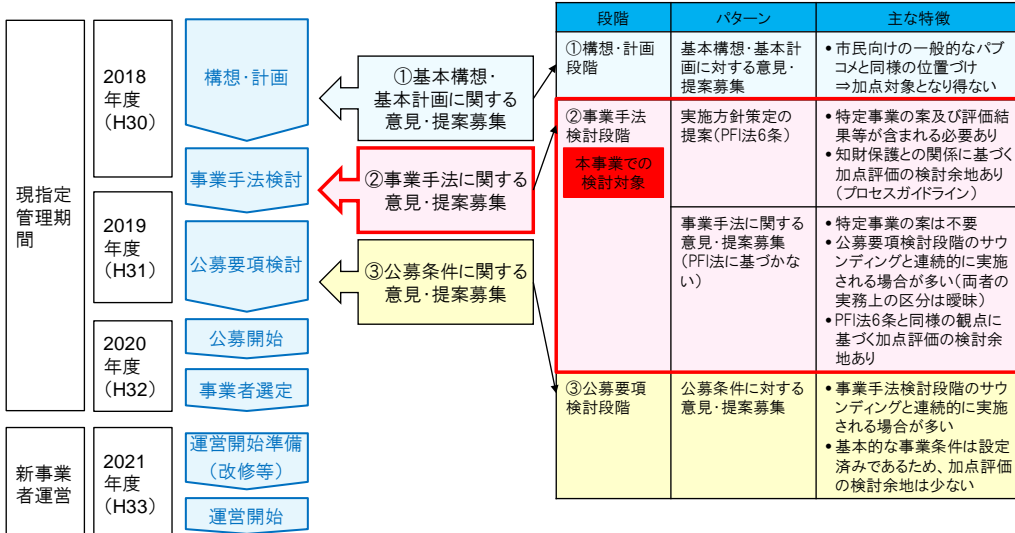 現指定
管理期
間
新事業
者運営
2018
年度
（H30）
2019
年度
（H31）
2020
年度
（H32）
2021
年度
（H33）
構想・計画
事業手法検討
公募要項検討
公募開始
事業者選定
運営開始準備
（改修等）
運営開始
①基本構想・
基本計画に関する
意見・提案募集
②事業手法に関する
意見・提案募集
③公募条件に関する
意見・提案募集
段階
パターン
主な特徴
①構想・計画
段階
基本構想・基本計
画に対する意見・
提案募集
•市民向けの一般的なパブ
コメと同様の位置づけ
⇒加点対象となり得ない
②事業手法
検討段階
本事業での
検討対象
実施方針策定の
提案（PFI法6条）
•特定事業の案及び評価結
果等が含まれる必要あり
•知財保護との関係に基づく
加点評価の検討余地あり
（プロセスガイドライン）
事業手法に関する
意見・提案募集
（PFI法に基づかな
い）
•特定事業の案は不要
•公募要項検討段階のサウ
ンディングと連続的に実施
される場合が多い（両者の
実務上の区分は曖昧）
•PFI法6条と同様の観点に
基づく加点評価の検討余
地あり
③公募要項
検討段階
公募条件に対する
意見・提案募集
•事業手法検討段階のサウ
ンディングと連続的に実施
される場合が多い
•基本的な事業条件は設定
済みであるため、加点評価
の検討余地は少ない